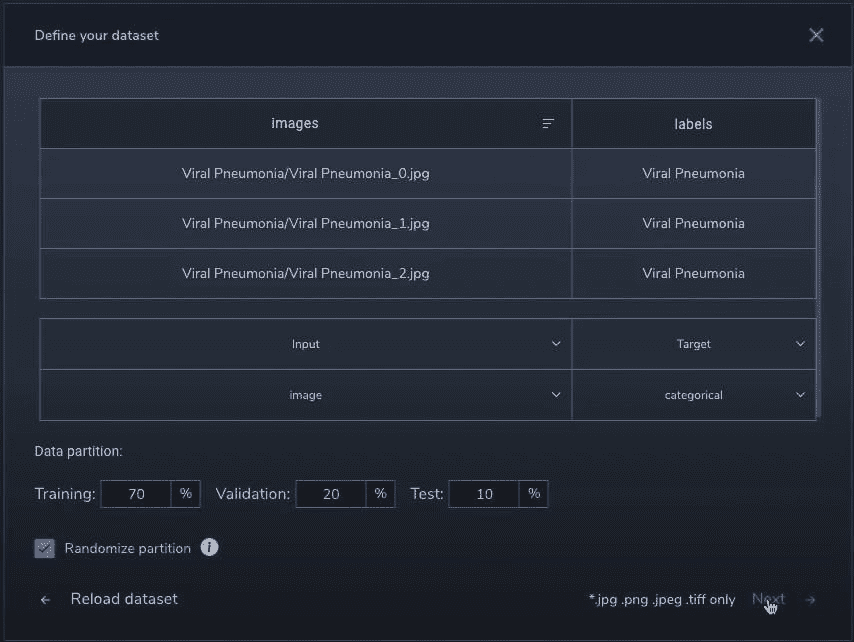 Define your dataset
images labels
Viral Pneumonia/Viral Pneumonia_0.jpg Viral Pneumonia
Viral Pneumonia/Viral Pneumonia_1.jpg Viral Pneumonia
Viral Pneumonia/Viral Pneumonia_2.jpg Viral Pneumonia
Input Target
image categorical
Data partition:
Training: 70 % Validation: 20 % Test: 10 %
Randomize partition i
Reload dataset *.jpg .png .jpeg .tiff only Next